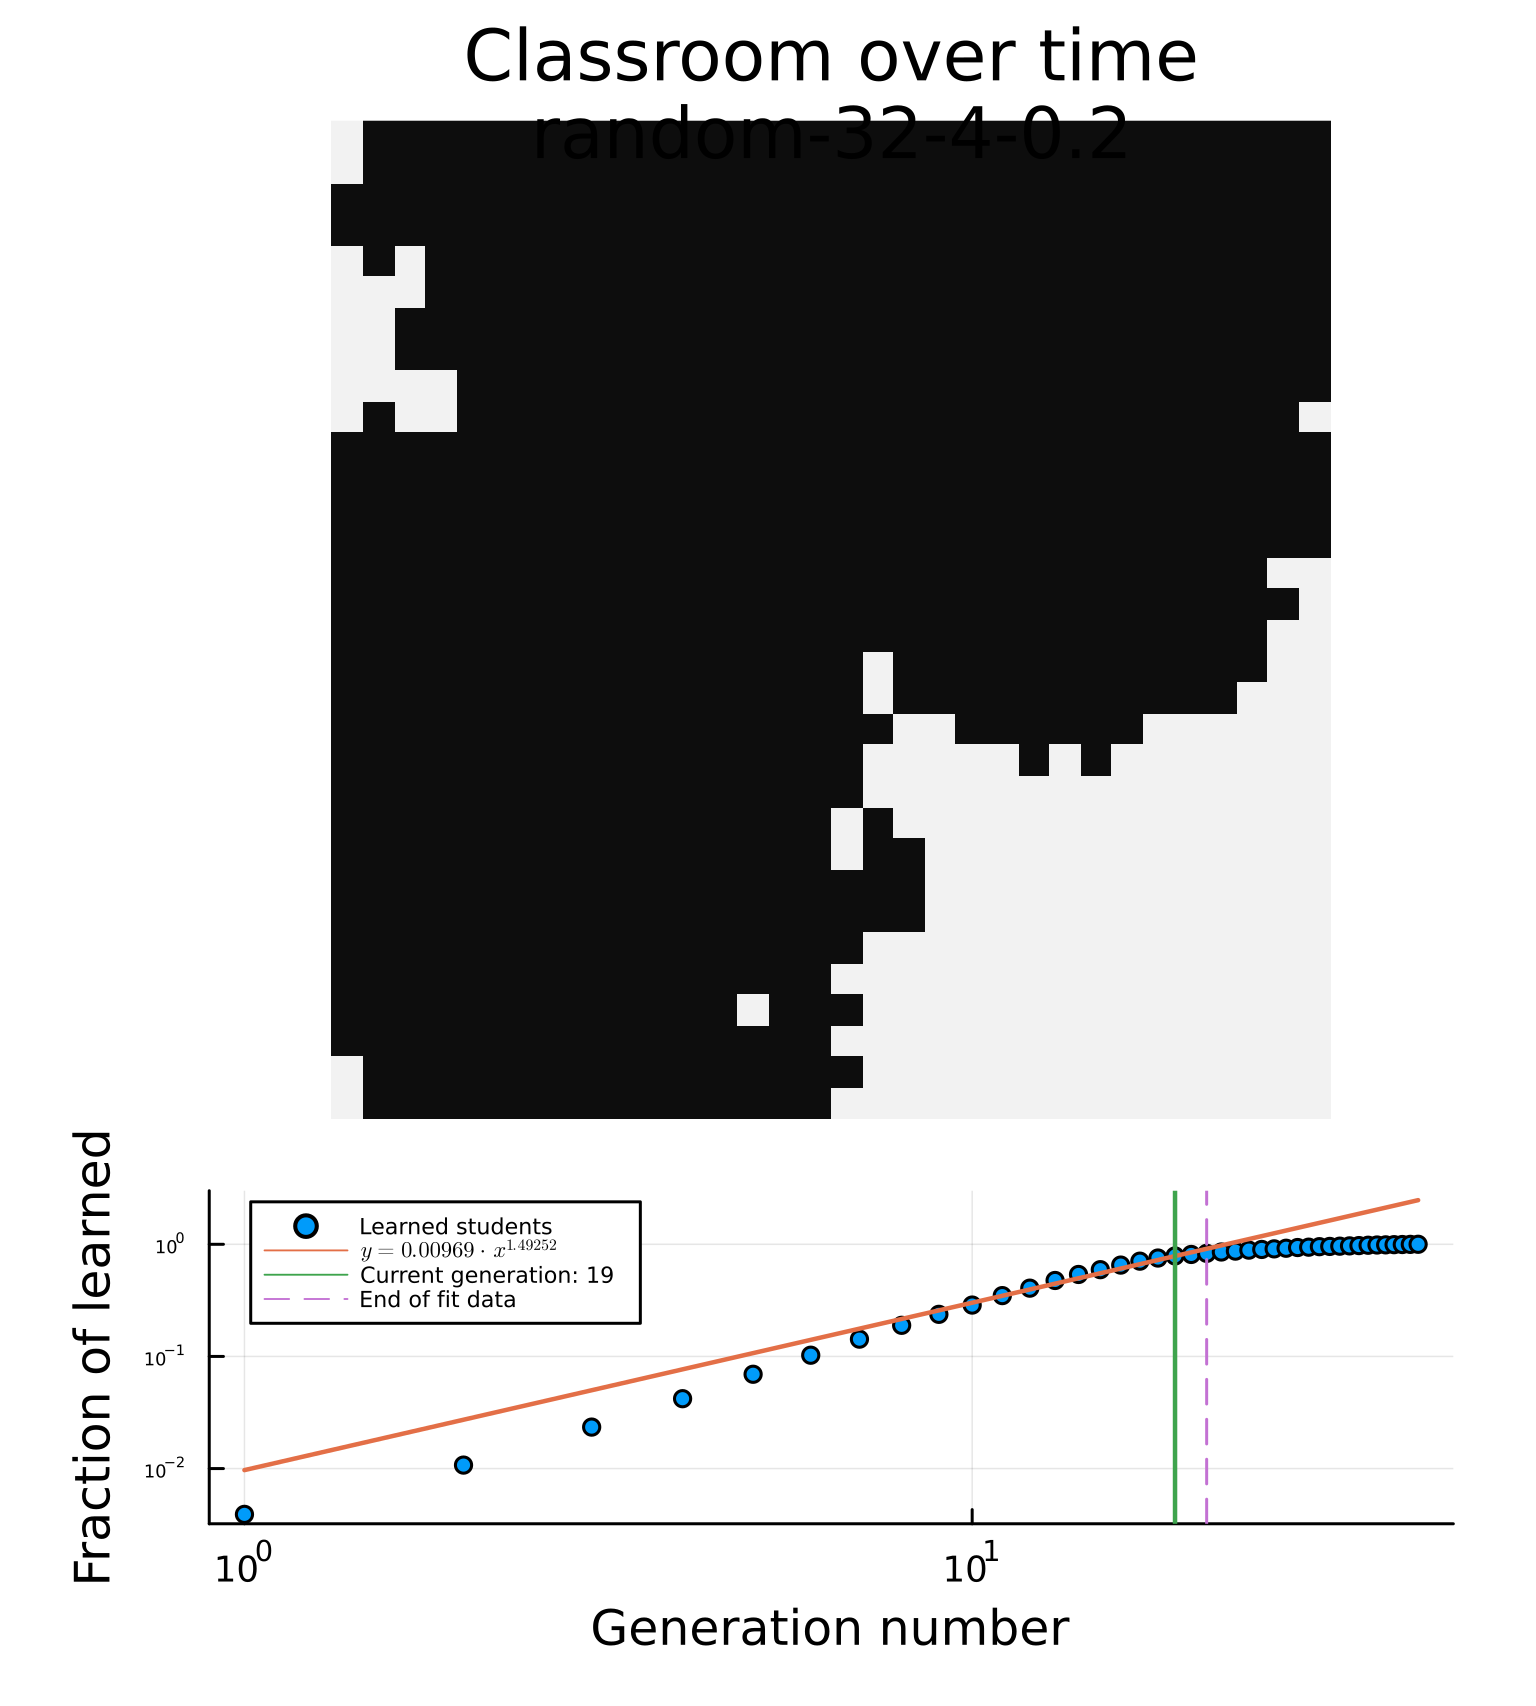 Classroom over time
random-32-4-0.2
Fraction of learned
10⁰
10⁻¹
10⁻²
Learned students
y = 0.00969 · x^1.49252
Current generation: 19
End of fit data
10⁰
10¹
Generation number